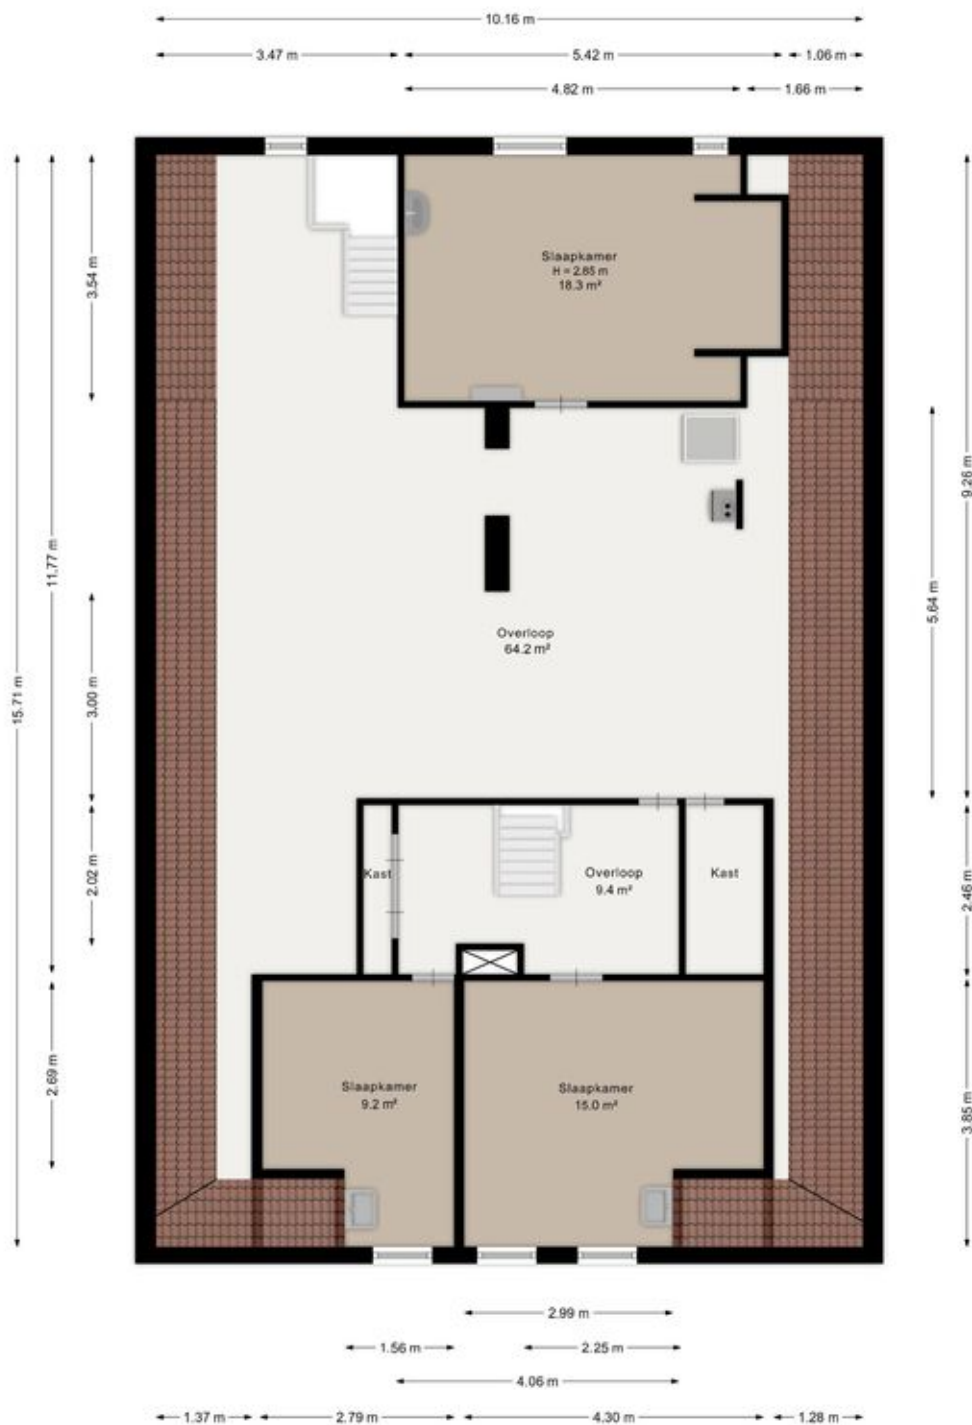 10.16 m
3.47 m
5.42 m
1.06 m
4.82 m
1.66 m
Slaapkamer
H = 2.85 m
18.3 m²
3.54 m
9.26 m
11.77 m
5.64 m
Overloop
64.2 m²
3.00 m
15.71 m
Kast
Overloop
9.4 m²
Kast
2.02 m
2.46 m
Slaapkamer
9.2 m²
Slaapkamer
15.0 m²
2.69 m
3.85 m
2.99 m
1.56 m
2.25 m
4.06 m
1.37 m
2.79 m
4.30 m
1.28 m